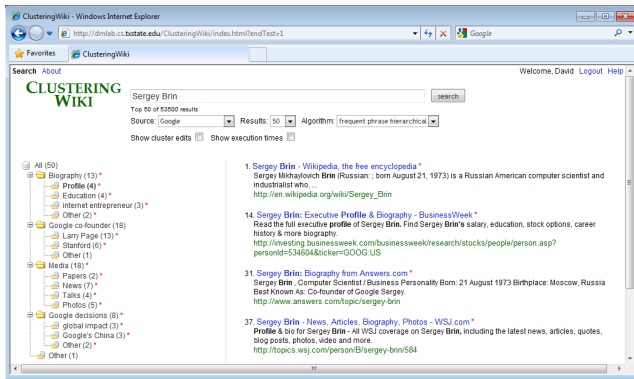 ClusteringWiki - Windows Internet Explorer
http://dmlab.cs.txstate.edu/ClusteringWiki/index.html?endTest=1
Google
Favorites
ClusteringWiki
Search About
Welcome, David Logout Help
CLUSTERING
WIKI
Sergey Brin
search
Top 50 of 53500 results
Source: Google Results: 50 Algorithm: frequent phrase hierarchical
Show cluster edits Show execution times
All (50)
Biography (13) *
Profile (4) *
Education (4) *
internet entrepreneur (3) *
Other (2) *
Google co-founder (18)
Larry Page (13) *
Stanford (6) *
Other (1)
Media (18) *
Papers (2) *
News (7) *
Talks (4) *
Photos (5) *
Google decisions (8) *
global impact (3) *
Google's China (3) *
Other (2) *
Other (1)
1. Sergey Brin - Wikipedia, the free encyclopedia *
Sergey Mikhaylovich Brin (Russian: ; born August 21, 1973) is a Russian American computer scientist and
industrialist who, ...
http://en.wikipedia.org/wiki/Sergey_Brin
14. Sergey Brin: Executive Profile & Biography - BusinessWeek *
Read the full executive profile of Sergey Brin. Find Sergey Brin's salary, education, stock options, career
history & more biography.
http://investing.businessweek.com/businessweek/research/stocks/people/person.asp?
personId=534604&ticker=GOOG:US
31. Sergey Brin: Biography from Answers.com *
Sergey Brin , Computer Scientist / Business Personality Born: 21 August 1973 Birthplace: Moscow, Russia
Best Known As: Co-Founder of Google Sergey.
http://www.answers.com/topic/sergey-brin
37. Sergey Brin - News, Articles, Biography, Photos - WSJ.com *
Profile & bio for Sergey Brin - All WSJ coverage on Sergey Brin, including the latest news, articles, quotes,
blog posts, photos, video and more.
http://topics.wsj.com/person/B/sergey-brin/584